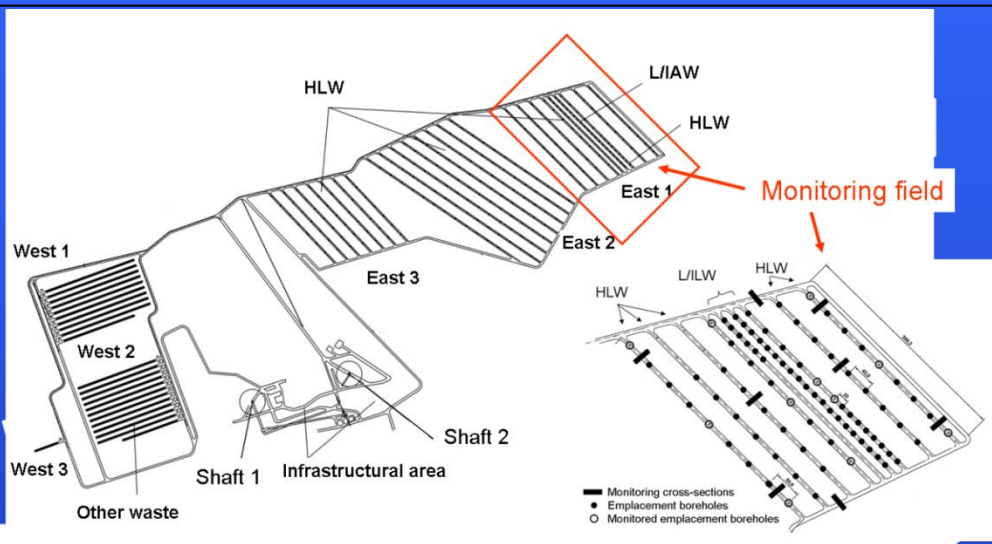 HLW
L/IAW
HLW
East 1
Monitoring field
East 2
East 3
West 1
West 2
West 3
Other waste
Shaft 1
Infrastructural area
Shaft 2
HLW
L/ILW
HLW
Monitoring cross-sections
Emplacement boreholes
Monitored emplacement boreholes